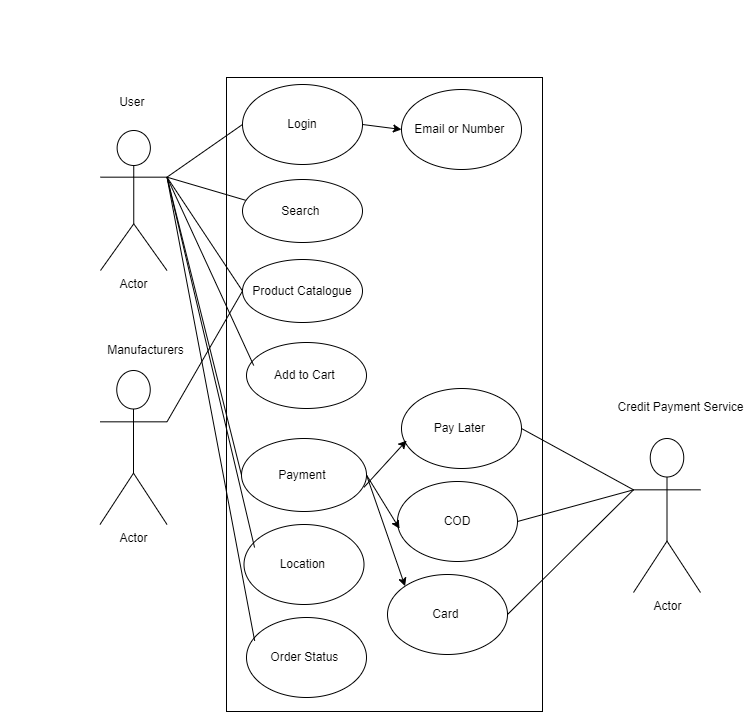 User
Login
Email or Number
Search
Actor
Product Catalogue
Manufacturers
Add to Cart
Credit Payment Service
Pay Later
Payment
COD
Actor
Location
Actor
Card
Order Status